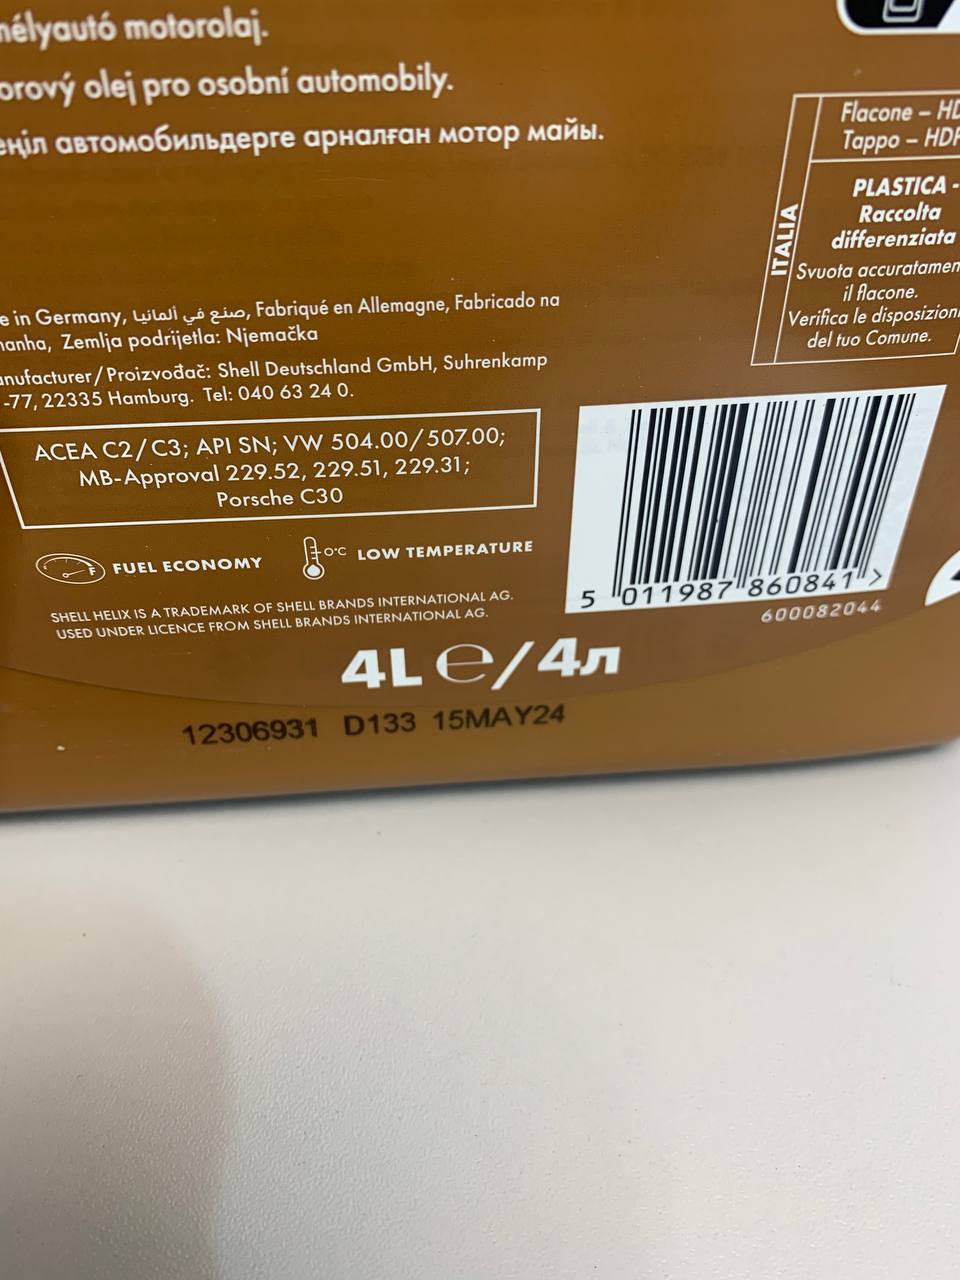 mélyautó motorolaj.
orový olej pro osobní automobily.
еңіл автомобильдерге арналған мотор майы.
Flacone – HD
Tappo – HDP
ITALIA
PLASTICA -
Raccolta
differenziata
Svuota accuratamen
il flacone.
Verifica le disposizioni
del tuo Comune.
e in Germany, صنع في ألمانيا, Fabriqué en Allemagne, Fabricado na
manha, Zemlja podrijetla: Njemačka
anufacturer/Proizvođač: Shell Deutschland GmbH, Suhrenkamp
-77, 22335 Hamburg. Tel: 040 63 24 0.
ACEA C2/C3; API SN; VW 504.00/507.00;
MB-Approval 229.52, 229.51, 229.31;
Porsche C30
F 0°C
FUEL ECONOMY LOW TEMPERATURE
SHELL HELIX IS A TRADEMARK OF SHELL BRANDS INTERNATIONAL AG.
USED UNDER LICENCE FROM SHELL BRANDS INTERNATIONAL AG.
5 011987 860841 >
600082044
4L e/4л
12306931 D133 15MAY24